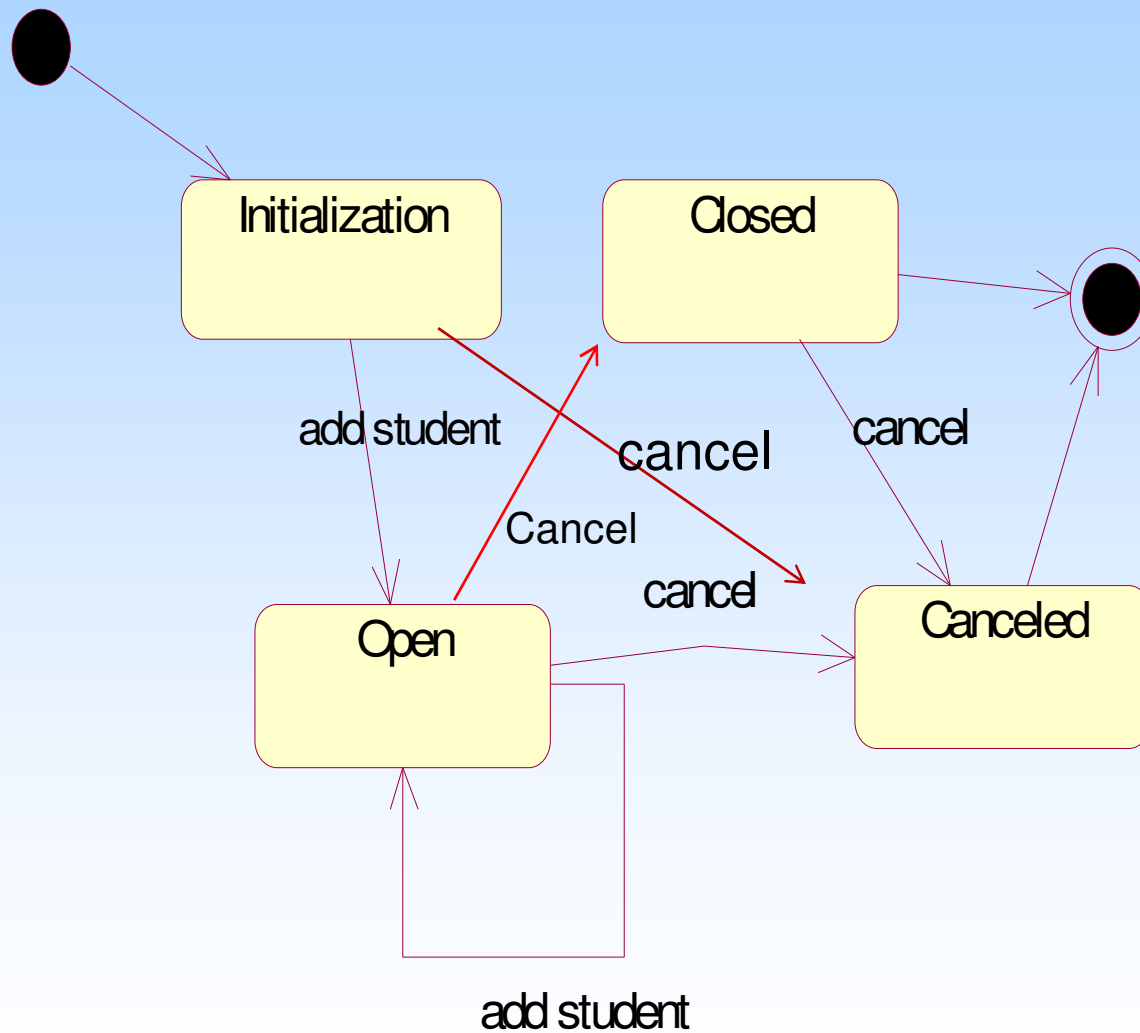 Initialization
Closed
add student
cancel
cancel
Cancel
cancel
Open
Canceled
add student